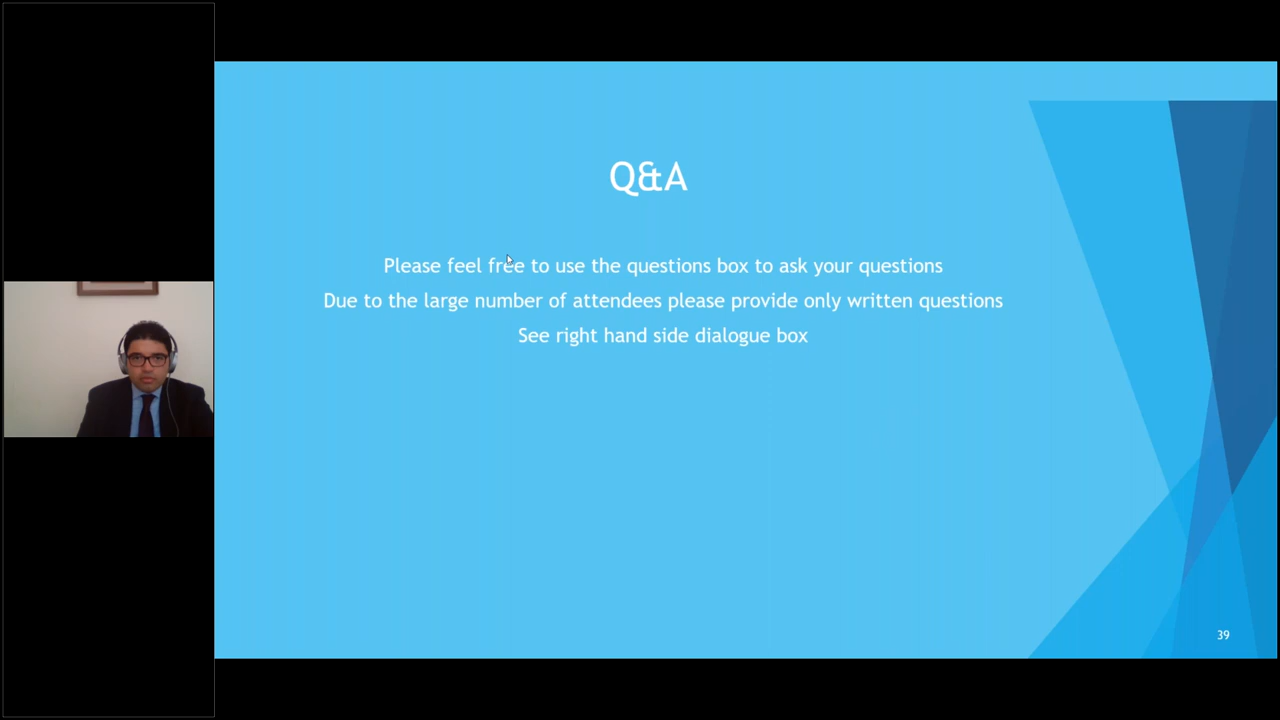 Q&A
Please feel free to use the questions box to ask your questions
Due to the large number of attendees please provide only written questions
See right hand side dialogue box
39